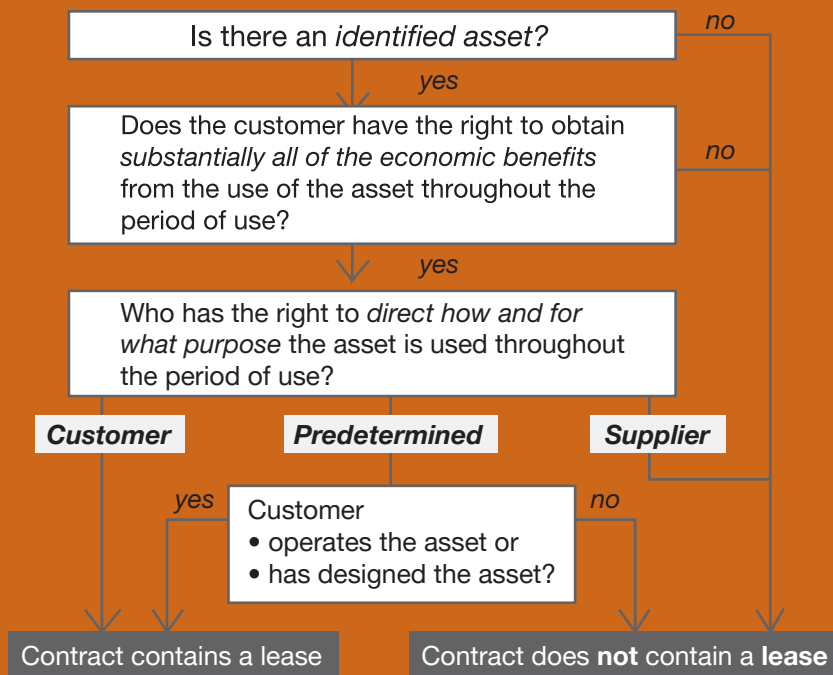 Is there an identified asset?
no
yes
Does the customer have the right to obtain
substantially all of the economic benefits
from the use of the asset throughout the
period of use?
no
yes
Who has the right to direct how and for
what purpose the asset is used throughout
the period of use?
Customer
Predetermined
Supplier
yes
Customer
• operates the asset or
• has designed the asset?
no
Contract contains a lease
Contract does not contain a lease